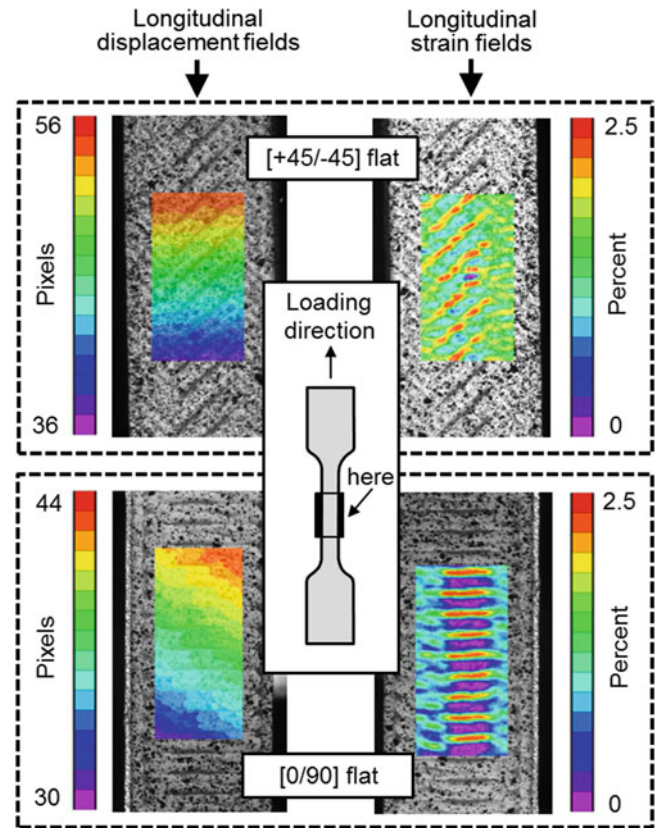 Longitudinal
displacement fields
Longitudinal
strain fields
56
Pixels
36
[+45/-45] flat
2.5
Percent
0
Loading
direction
here
44
Pixels
30
2.5
Percent
0
[0/90] flat